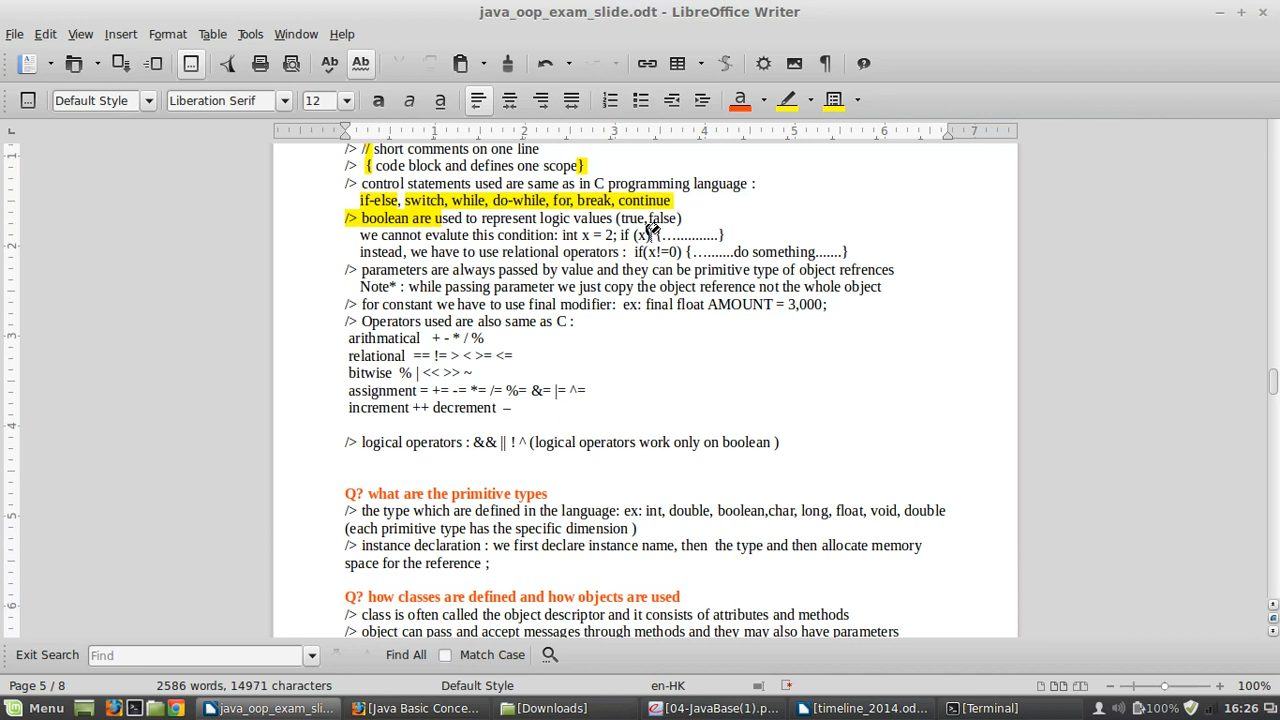 java_oop_exam_slide.odt - LibreOffice Writer
File Edit View Insert Format Table Tools Window Help
Default Style Liberation Serif 12
1 2 3 4 5 6 7
/> // short comments on one line
/> { code block and defines one scope}
/> control statements used are same as in C programming language :
if-else, switch, while, do-while, for, break, continue
/> boolean are used to represent logic values (true,false)
we cannot evalute this condition: int x = 2; if (x) {….............}
instead, we have to use relational operators : if(x!=0) {….......do something.......}
/> parameters are always passed by value and they can be primitive type of object refrences
Note* : while passing parameter we just copy the object reference not the whole object
/> for constant we have to use final modifier: ex: final float AMOUNT = 3,000;
/> Operators used are also same as C :
arithmatical + - * / %
relational == != > < >= <=
bitwise % | << >> ~
assignment = += -= *= /= %= &= |= ^=
increment ++ decrement –
/> logical operators : && || ! ^ (logical operators work only on boolean )
Q? what are the primitive types
/> the type which are defined in the language: ex: int, double, boolean,char, long, float, void, double
(each primitive type has the specific dimension )
/> instance declaration : we first declare instance name, then the type and then allocate memory
space for the reference ;
Q? how classes are defined and how objects are used
/> class is often called the object descriptor and it consists of attributes and methods
/> object can pass and accept messages through methods and they may also have parameters
Exit Search Find Find All Match Case
Page 5 / 8 2586 words, 14971 characters Default Style en-HK 100%
Menu java_oop_exam_sli... [Java Basic Conce... [Downloads] [04-JavaBase(1).p... [timeline_2014.od... [Terminal] 100% 16:26